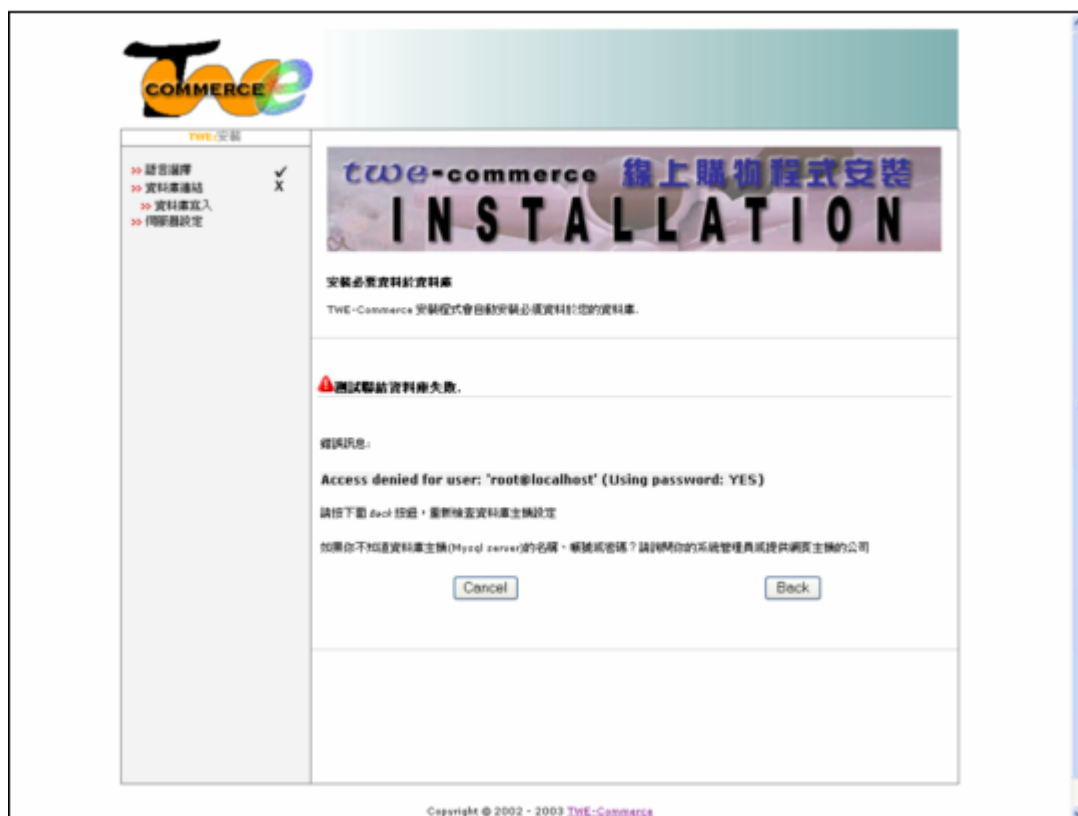 TWE
COMMERCE
TWE:安裝
>> 語言選擇
>> 資料庫連結 X
>> 資料庫寫入
>> 伺服器設定
twe-commerce 線上購物程式安裝
INSTALLATION
安裝必要資料於資料庫
TWE-Commerce 安裝程式會自動安裝必須資料於您的資料庫.
測試聯結資料庫失敗.
錯誤訊息:
Access denied for user: 'root@localhost' (Using password: YES)
請按下面 Back 按鈕，重新檢查資料庫主機設定
如果你不知道資料庫主機(Mysql server)的名稱、帳號或密碼？請詢問你的系統管理員或提供網頁主機的公司
Cancel Back
Copyright © 2002 - 2003 TWE-Commerce